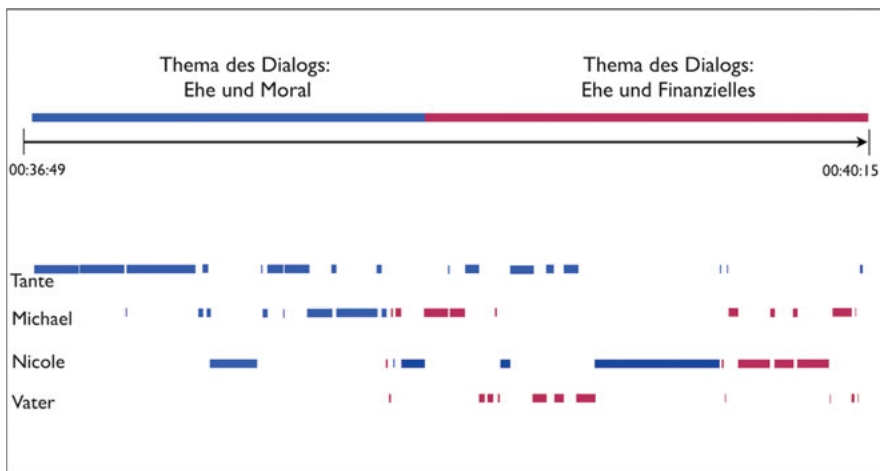 Thema des Dialogs:
Ehe und Moral
Thema des Dialogs:
Ehe und Finanzielles
00:36:49
00:40:15
Tante
Michael
Nicole
Vater